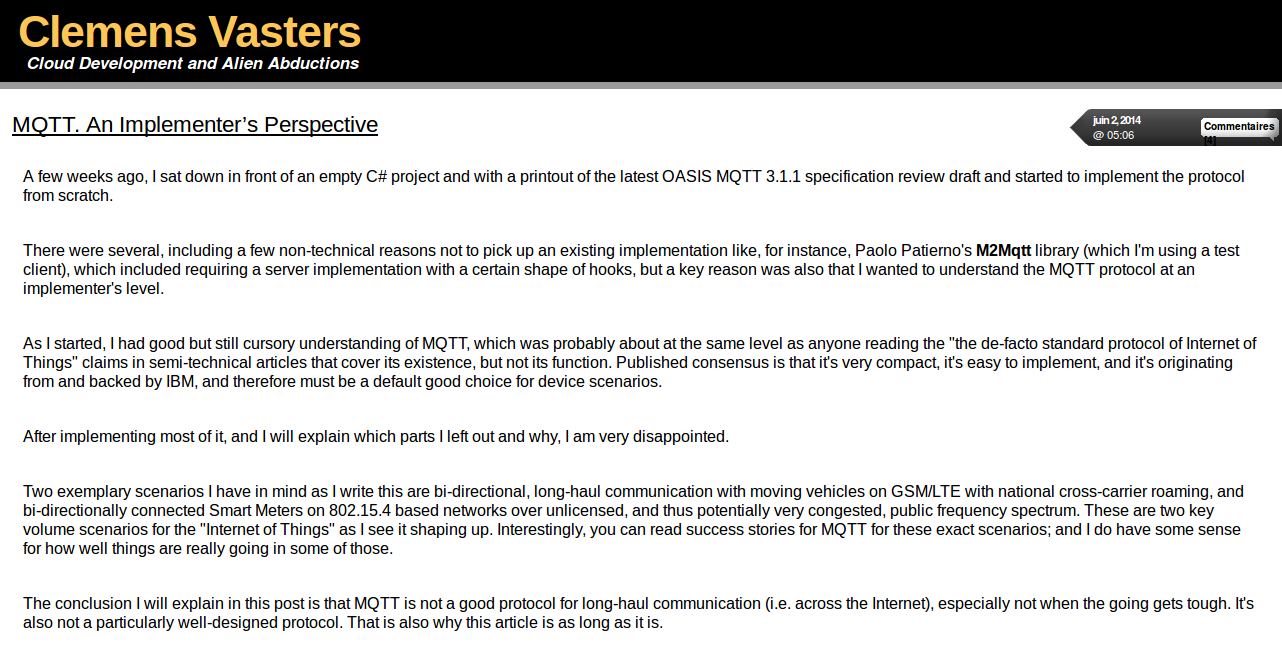 Clemens Vasters
Cloud Development and Alien Abductions
MQTT. An Implementer’s Perspective
juin 2, 2014
@ 05:06
Commentaires
[4]
A few weeks ago, I sat down in front of an empty C# project and with a printout of the latest OASIS MQTT 3.1.1 specification review draft and started to implement the protocol
from scratch.
There were several, including a few non-technical reasons not to pick up an existing implementation like, for instance, Paolo Patierno's M2Mqtt library (which I'm using a test
client), which included requiring a server implementation with a certain shape of hooks, but a key reason was also that I wanted to understand the MQTT protocol at an
implementer's level.
As I started, I had good but still cursory understanding of MQTT, which was probably about at the same level as anyone reading the "the de-facto standard protocol of Internet of
Things" claims in semi-technical articles that cover its existence, but not its function. Published consensus is that it's very compact, it's easy to implement, and it's originating
from and backed by IBM, and therefore must be a default good choice for device scenarios.
After implementing most of it, and I will explain which parts I left out and why, I am very disappointed.
Two exemplary scenarios I have in mind as I write this are bi-directional, long-haul communication with moving vehicles on GSM/LTE with national cross-carrier roaming, and
bi-directionally connected Smart Meters on 802.15.4 based networks over unlicensed, and thus potentially very congested, public frequency spectrum. These are two key
volume scenarios for the "Internet of Things" as I see it shaping up. Interestingly, you can read success stories for MQTT for these exact scenarios; and I do have some sense
for how well things are really going in some of those.
The conclusion I will explain in this post is that MQTT is not a good protocol for long-haul communication (i.e. across the Internet), especially not when the going gets tough. It's
also not a particularly well-designed protocol. That is also why this article is as long as it is.